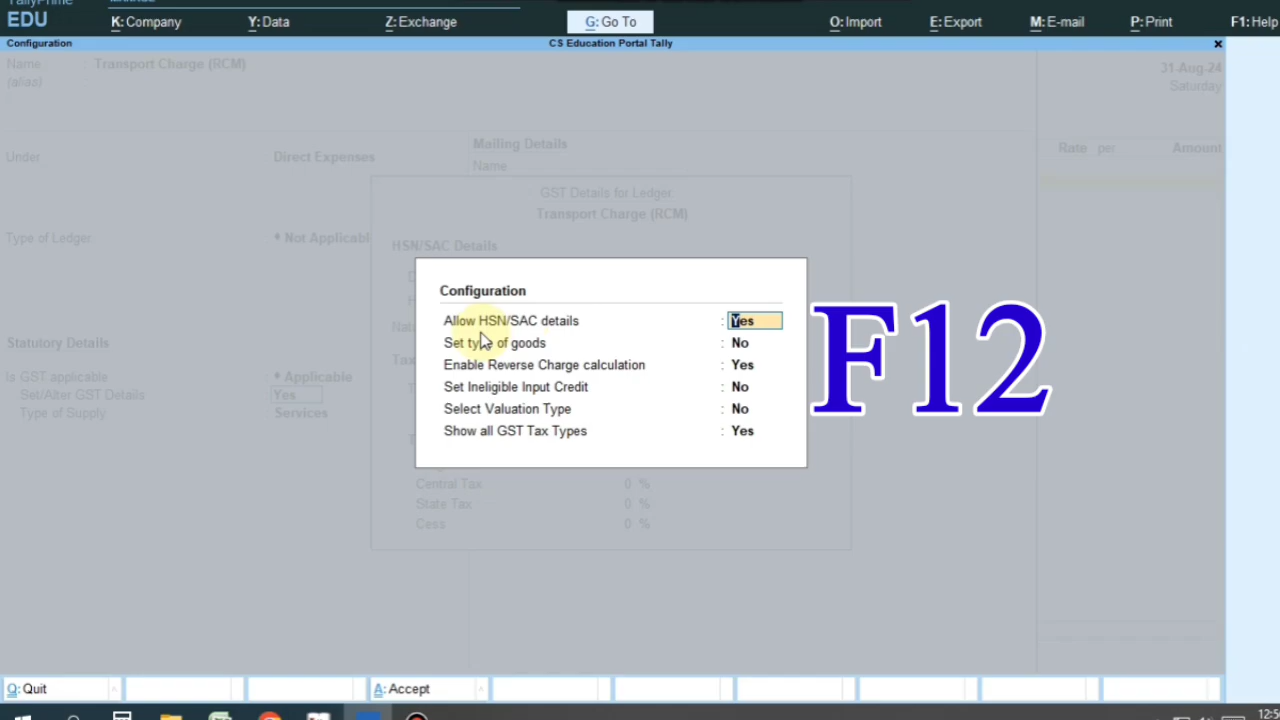 TallyPrime
MANAGE
EDU
K: Company
Y: Data
Z: Exchange
G: Go To
O: Import
E: Export
M: E-mail
P: Print
F1: Help
Configuration
CS Education Portal Tally
Name : Transport Charge (RCM)
(alias)
31-Aug-24
Saturday
Under
Direct Expenses
Mailing Details
Name
Rate per Amount
GST Details for Ledger
Transport Charge (RCM)
Type of Ledger
Not Applicabl
HSN/SAC Details
Configuration
Allow HSN/SAC details : Yes
Set type of goods : No
Enable Reverse Charge calculation : Yes
Set Ineligible Input Credit : No
Select Valuation Type : No
Show all GST Tax Types : Yes
F12
Statutory Details
Is GST applicable
Applicable
Set/Alter GST Details
Yes
Type of Supply
Services
Central Tax 0 %
State Tax 0 %
Cess 0 %
Q: Quit
A: Accept